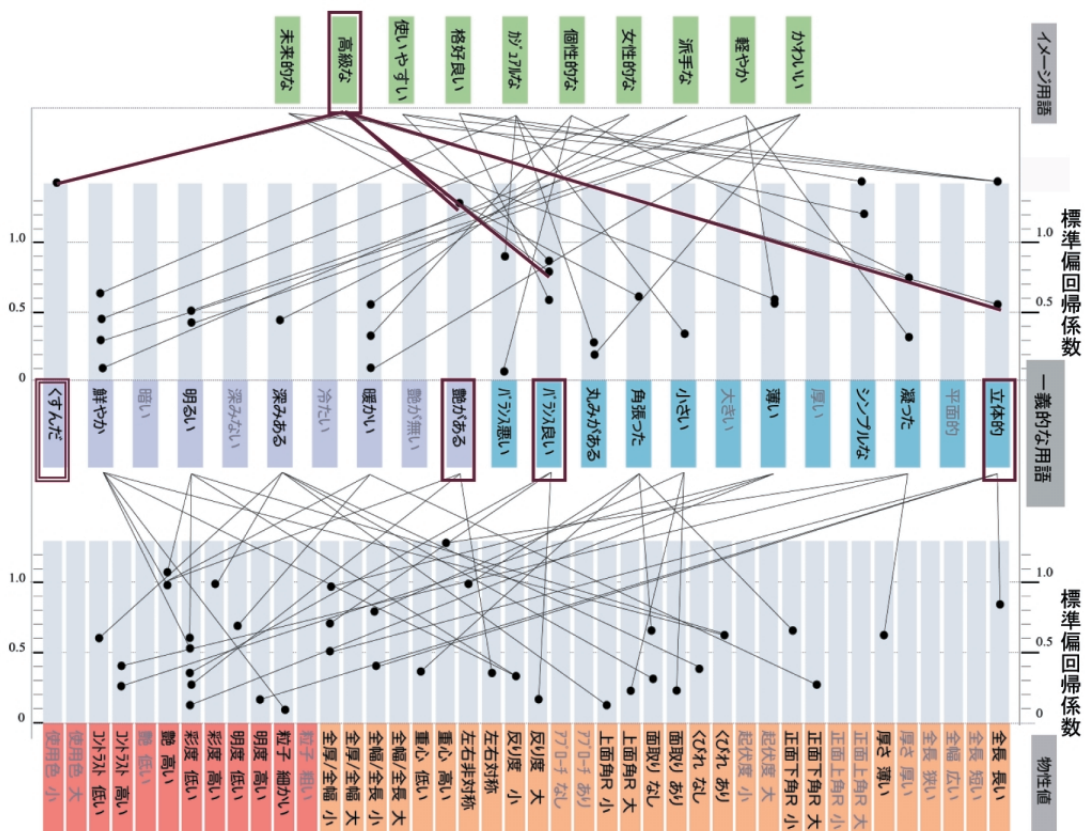 イメージ用語
未来的な
高級な
使いやすい
格好良い
カジュアルな
個性的な
女性的な
派手な
軽やか
かわいい
1.0
0.5
0
1.0
0.5
0
標準偏回帰係数
一義的な用語
くすんだ
鮮やか
暗い
明るい
深みない
深みある
冷たい
暖かい
艶が無い
艶がある
バランス悪い
バランス良い
丸みがある
角張った
小さい
大きい
薄い
厚い
シンプルな
凝った
平面的
立体的
1.0
0.5
0
1.0
0.5
0
標準偏回帰係数
物性値
使用色 小
使用色 大
コントラスト 低い
コントラスト 高い
艶 低い
艶 高い
彩度 低い
彩度 高い
明度 低い
明度 高い
粒子 細かい
粒子 粗い
全厚/全幅 小
全厚/全幅 大
全幅/全長 小
全幅/全長 大
重心 低い
重心 高い
左右非対称
左右対称
反り度 小
反り度 大
アプローチ なし
アプローチ あり
上面角R 小
上面角R 大
面取り なし
面取り あり
くびれ なし
くびれ あり
起伏度 小
起伏度 大
正面下角R 小
正面下角R 大
正面上角R 小
正面上角R 大
厚さ 薄い
厚さ 厚い
全長 狭い
全幅 広い
全長 短い
全長 長い